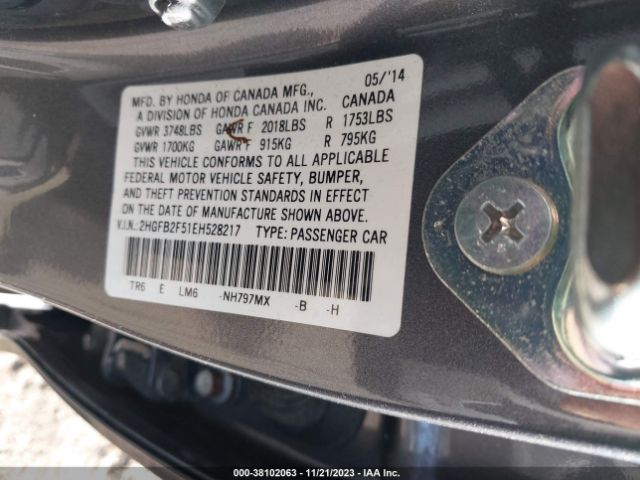 MFD. BY HONDA OF CANADA MFG., 05/'14
A DIVISION OF HONDA CANADA INC. CANADA
GVWR 3748LBS GAWR F 2018LBS R 1753LBS
GVWR 1700KG GAWR F 915KG R 795KG
THIS VEHICLE CONFORMS TO ALL APPLICABLE
FEDERAL MOTOR VEHICLE SAFETY, BUMPER,
AND THEFT PREVENTION STANDARDS IN EFFECT
ON THE DATE OF MANUFACTURE SHOWN ABOVE.
V.I.N.:2HGFB2F51EH528217 TYPE: PASSENGER CAR
TR6 E LM6 -NH797MX -B -H
000-38102063 - 11/21/2023 - IAA Inc.